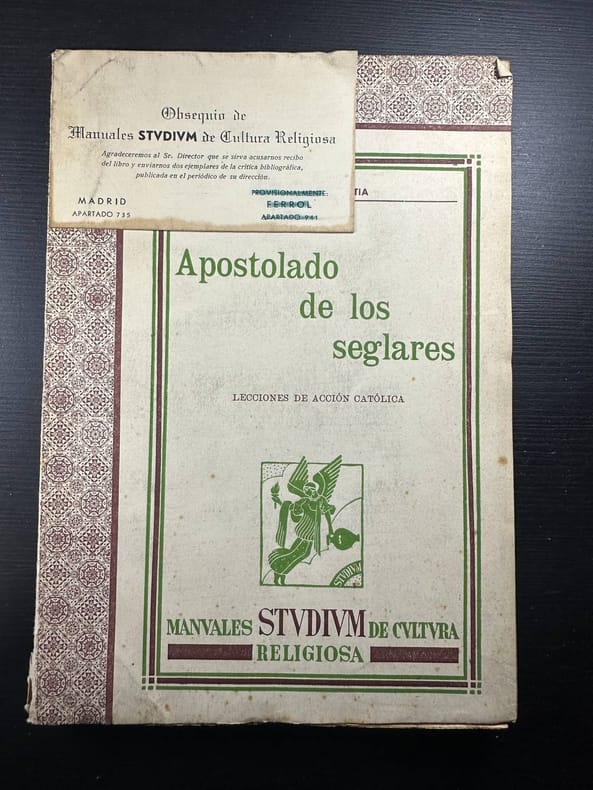 Obsequio de
Manuales STVDIVM de Cultura Religiosa
Agradeceremos al Sr. Director que se sirva acusarnos recibo
del libro y enviarnos dos ejemplares de la crítica bibliográfica,
publicada en el periódico de su dirección.
MADRID
APARTADO 735
PROVISIONALMENTE:
FERROL
APARTADO 941
TIA
Apostolado
de los
seglares
LECCIONES DE ACCIÓN CATÓLICA
STVDIVM
MANVALES STVDIVM DE CVLTVRA
RELIGIOSA